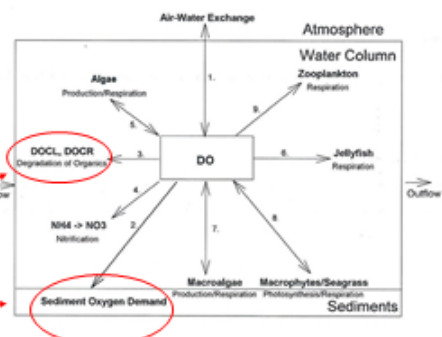 Air-Water Exchange
Atmosphere
Water Column
1.
Zooplankton
Respiration
9.
Algae
Production/Respiration
5.
DOCL, DOCR
Degradation of Organics
3.
DO
6.
Jellyfish
Respiration
Outflow
4.
NH4 -> NO3
Nitrification
2.
7.
8.
Sediment Oxygen Demand
Macroalgae
Production/Respiration
Macrophytes/Seagrass
Photosynthesis/Respiration
Sediments